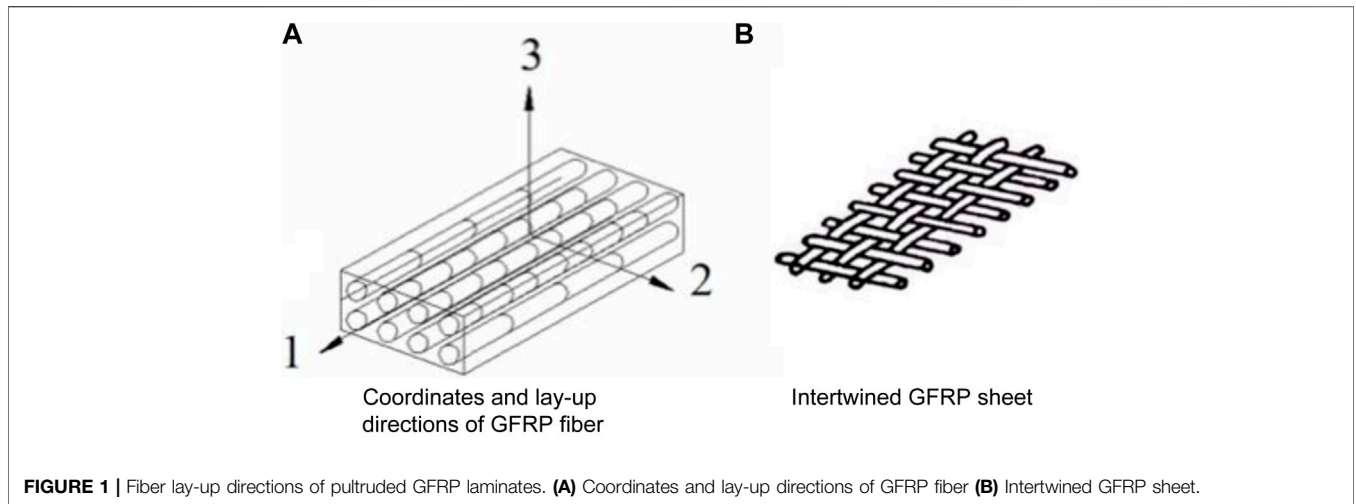 A
B
3
2
1
Coordinates and lay-up
directions of GFRP fiber
Intertwined GFRP sheet
FIGURE 1 | Fiber lay-up directions of pultruded GFRP laminates. (A) Coordinates and lay-up directions of GFRP fiber (B) Intertwined GFRP sheet.